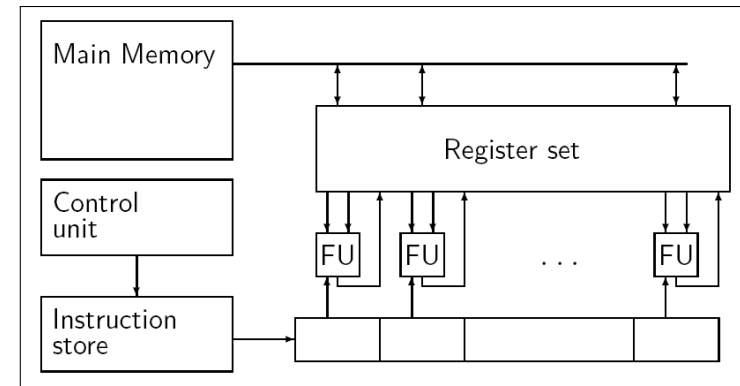 Main Memory
Register set
Control
unit
FU FU . . . FU
Instruction
store